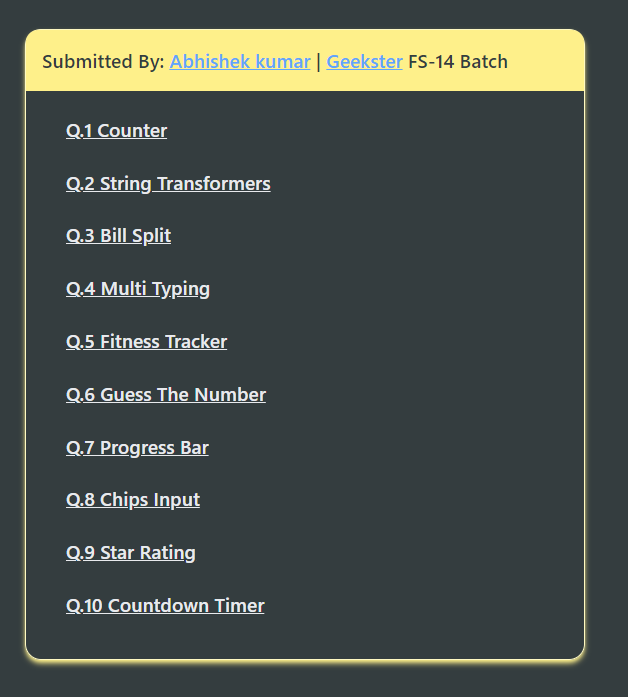 Submitted By: Abhishek kumar | Geekster FS-14 Batch
Q.1 Counter
Q.2 String Transformers
Q.3 Bill Split
Q.4 Multi Typing
Q.5 Fitness Tracker
Q.6 Guess The Number
Q.7 Progress Bar
Q.8 Chips Input
Q.9 Star Rating
Q.10 Countdown Timer